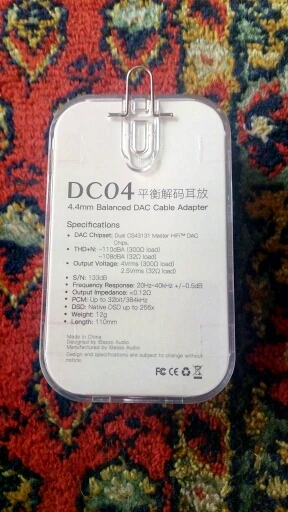 DC04 平衡解码耳放
4.4mm Balanced DAC Cable Adapter
Specifications
• DAC Chipset: Dual CS43131 Master HIFI™ DAC
Chips,
• THD+N: -110dBA (300Ω load)
-108dBA (32Ω load)
• Output Voltage: 4Vrms (300Ω load)
2.5Vrms (32Ω load)
• S/N: 133dB
• Frequency Response: 20Hz-40kHz +/-0.5dB
• Output Impedance: <0.12Ω
• PCM: Up to 32bit/384kHz
• DSD: Native DSD up to 256x
• Weight: 12g
• Length: 110mm
Made in China
Designed by iBasso Audio
Manufactured by iBasso Audio
Design and specifications are subject to change without
notice.
FC CE